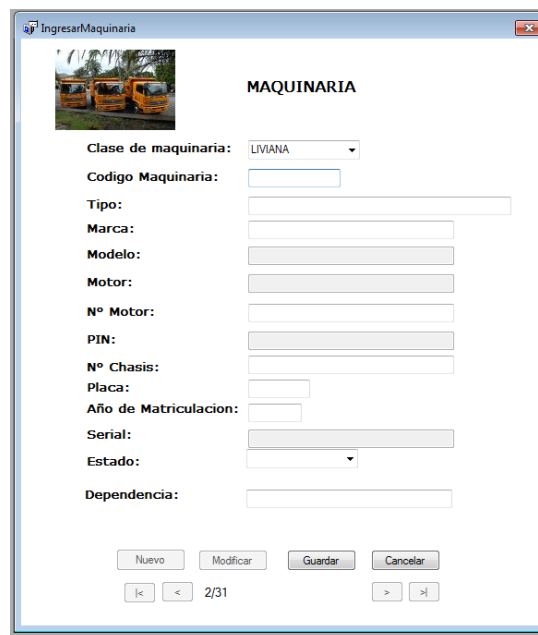 IngresarMaquinaria
MAQUINARIA
Clase de maquinaria: LIVIANA
Codigo Maquinaria:
Tipo:
Marca:
Modelo:
Motor:
Nº Motor:
PIN:
Nº Chasis:
Placa:
Año de Matriculacion:
Serial:
Estado:
Dependencia:
Nuevo Modificar Guardar Cancelar
|< < 2/31 > >|